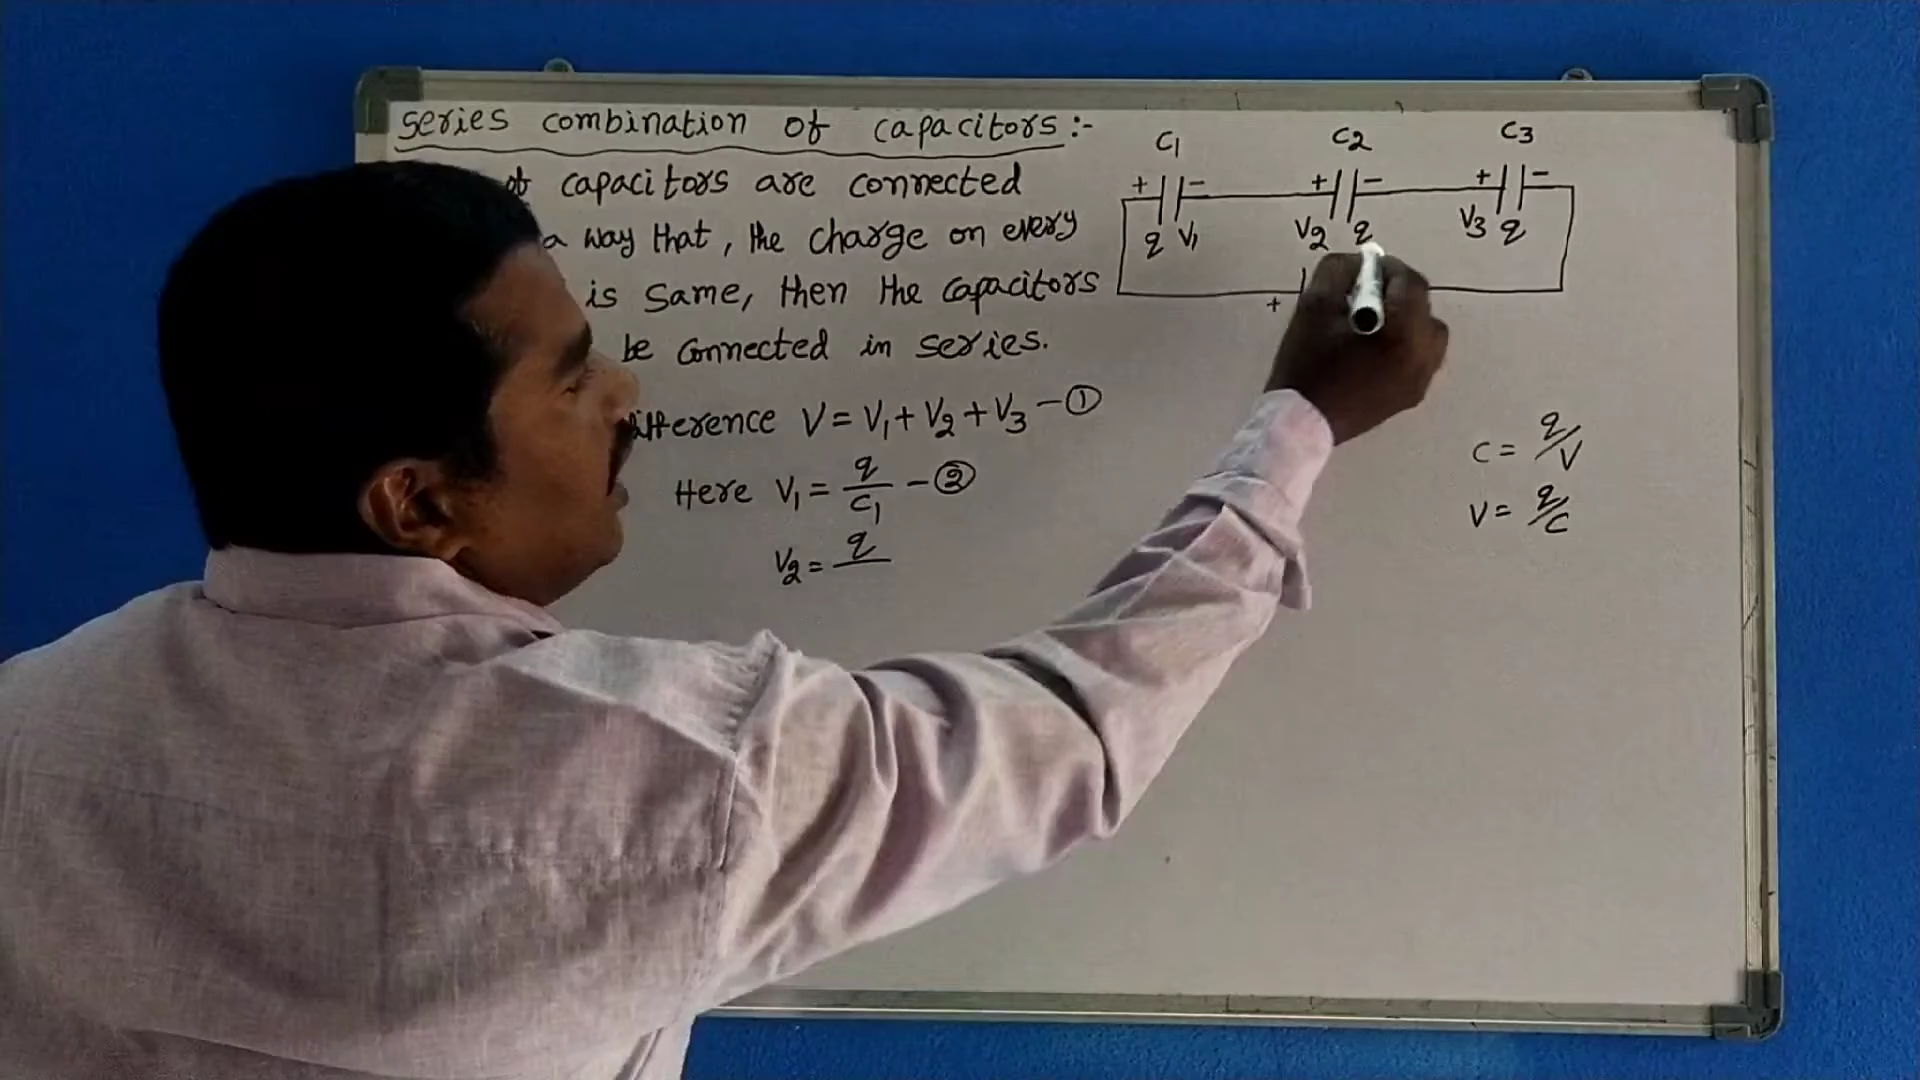 series combination of capacitors :-
of capacitors are connected
a way that, the charge on every
is same, then the capacitors
be connected in series.
difference V = V₁ + V₂ + V₃ - ①
Here V₁ = q/C₁ - ②
V₂ = q/
C₁ C₂ C₃
+ - + - + -
q V₁ V₂ q V₃ q
+
C = q/V
V = q/C